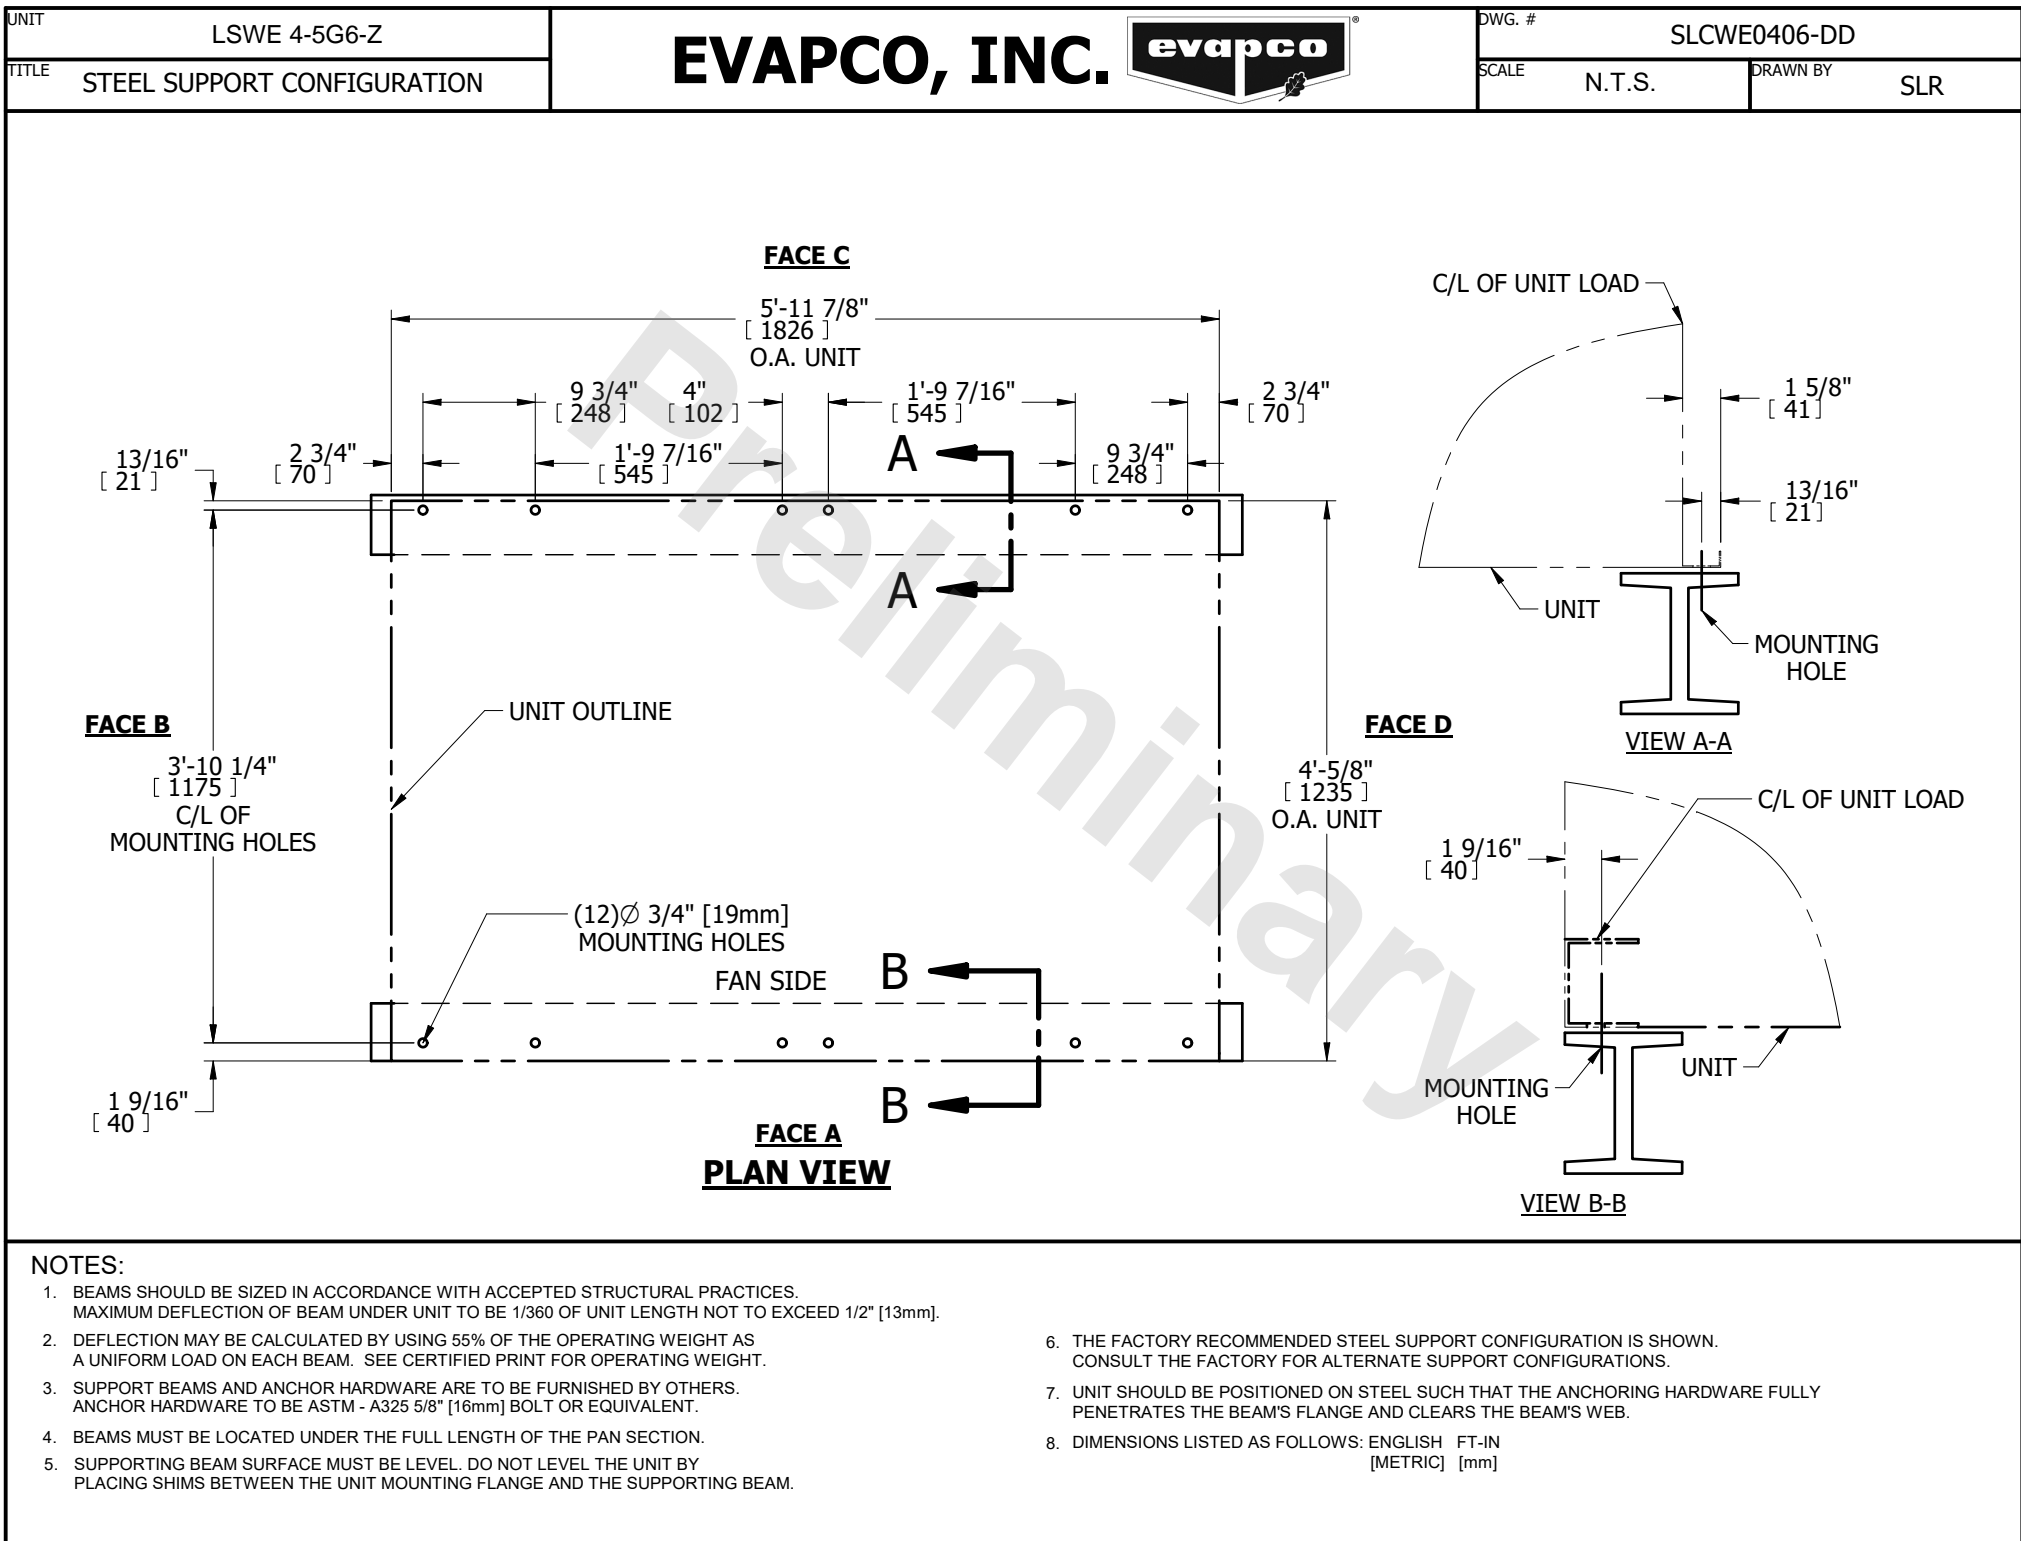 UNIT
LSWE 4-5G6-Z
TITLE
STEEL SUPPORT CONFIGURATION
EVAPCO, INC.
evapco®
DWG. #
SLCWE0406-DD
SCALE
N.T.S.
DRAWN BY
SLR
FACE C
5'-11 7/8"
[ 1826 ]
O.A. UNIT
9 3/4"
[ 248 ]
4"
[ 102 ]
1'-9 7/16"
[ 545 ]
2 3/4"
[ 70 ]
13/16"
[ 21 ]
2 3/4"
[ 70 ]
1'-9 7/16"
[ 545 ]
9 3/4"
[ 248 ]
A
A
UNIT OUTLINE
FACE B
3'-10 1/4"
[ 1175 ]
C/L OF
MOUNTING HOLES
FACE D
4'-5/8"
[ 1235 ]
O.A. UNIT
(12)∅ 3/4" [19mm]
MOUNTING HOLES
FAN SIDE
B
B
1 9/16"
[ 40 ]
FACE A
PLAN VIEW
Preliminary
C/L OF UNIT LOAD
1 5/8"
[ 41 ]
13/16"
[ 21 ]
UNIT
MOUNTING
HOLE
VIEW A-A
C/L OF UNIT LOAD
1 9/16"
[ 40 ]
UNIT
MOUNTING
HOLE
VIEW B-B
NOTES:
1. BEAMS SHOULD BE SIZED IN ACCORDANCE WITH ACCEPTED STRUCTURAL PRACTICES.
MAXIMUM DEFLECTION OF BEAM UNDER UNIT TO BE 1/360 OF UNIT LENGTH NOT TO EXCEED 1/2" [13mm].
2. DEFLECTION MAY BE CALCULATED BY USING 55% OF THE OPERATING WEIGHT AS
A UNIFORM LOAD ON EACH BEAM. SEE CERTIFIED PRINT FOR OPERATING WEIGHT.
3. SUPPORT BEAMS AND ANCHOR HARDWARE ARE TO BE FURNISHED BY OTHERS.
ANCHOR HARDWARE TO BE ASTM - A325 5/8" [16mm] BOLT OR EQUIVALENT.
4. BEAMS MUST BE LOCATED UNDER THE FULL LENGTH OF THE PAN SECTION.
5. SUPPORTING BEAM SURFACE MUST BE LEVEL. DO NOT LEVEL THE UNIT BY
PLACING SHIMS BETWEEN THE UNIT MOUNTING FLANGE AND THE SUPPORTING BEAM.
6. THE FACTORY RECOMMENDED STEEL SUPPORT CONFIGURATION IS SHOWN.
CONSULT THE FACTORY FOR ALTERNATE SUPPORT CONFIGURATIONS.
7. UNIT SHOULD BE POSITIONED ON STEEL SUCH THAT THE ANCHORING HARDWARE FULLY
PENETRATES THE BEAM'S FLANGE AND CLEARS THE BEAM'S WEB.
8. DIMENSIONS LISTED AS FOLLOWS: ENGLISH FT-IN
[METRIC] [mm]